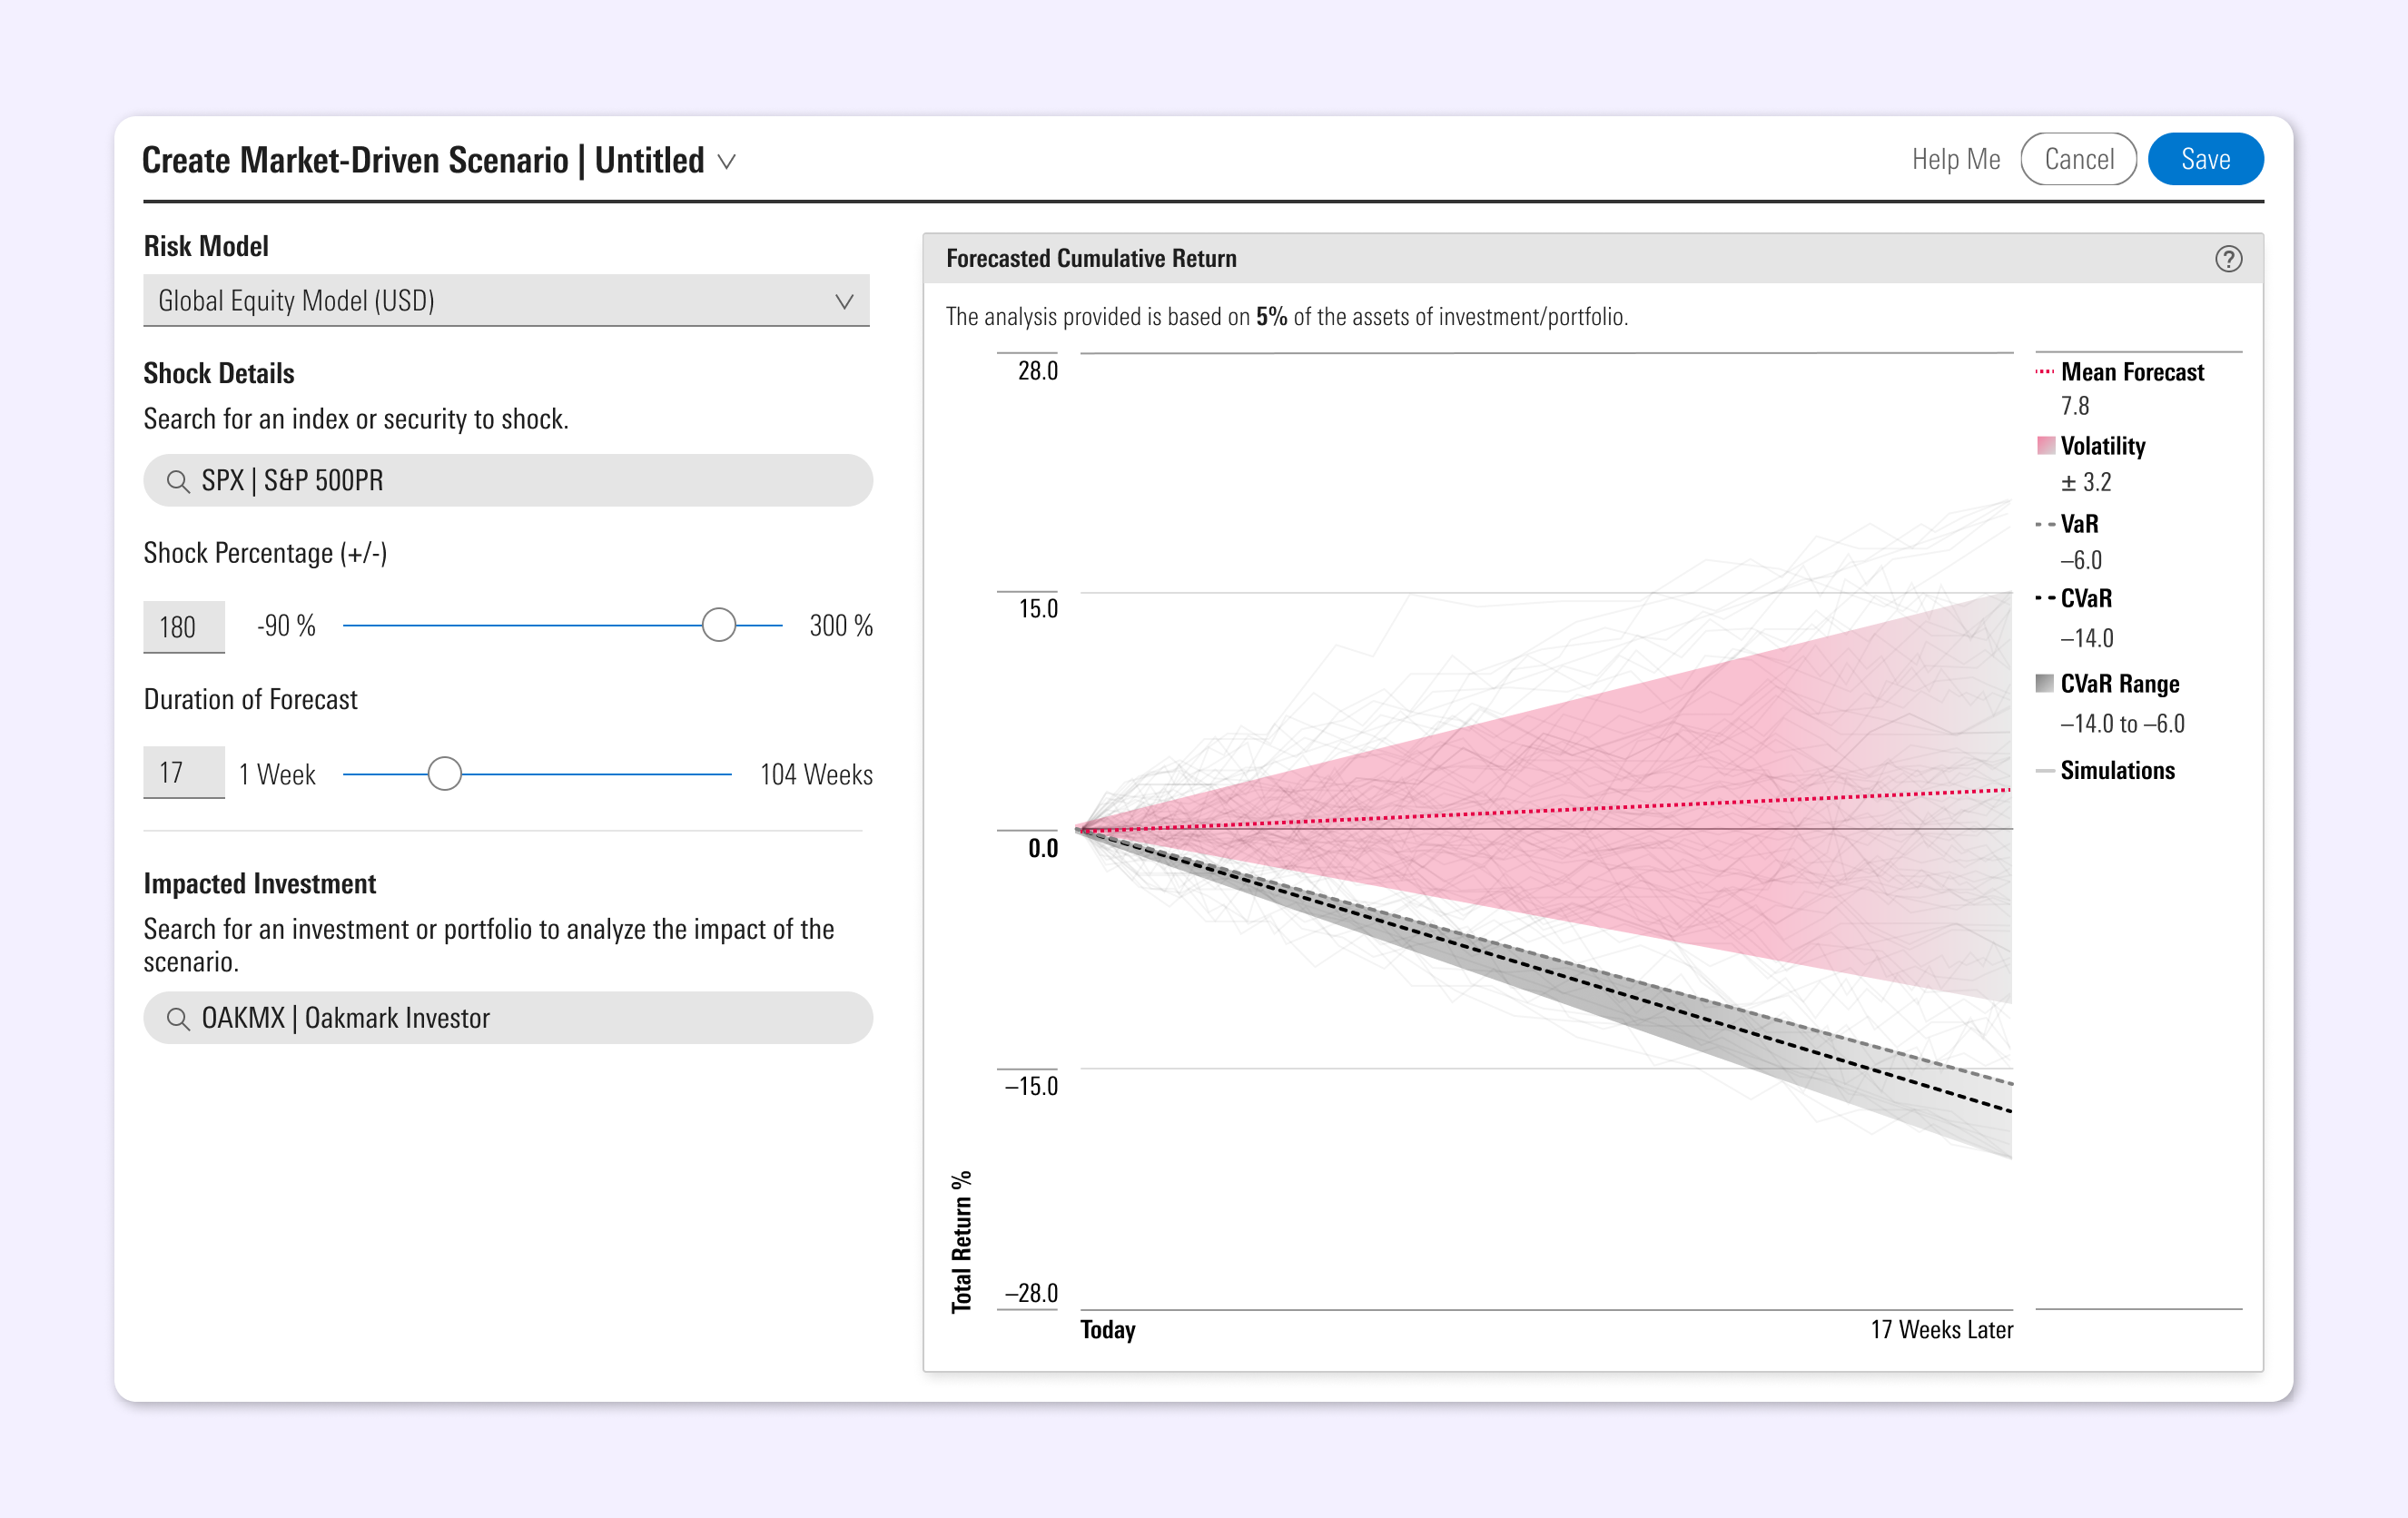 Create Market-Driven Scenario | Untitled
Help Me
Cancel
Save
Risk Model
Global Equity Model (USD)
Shock Details
Search for an index or security to shock.
SPX | S&P 500PR
Shock Percentage (+/-)
180
-90 %
300 %
Duration of Forecast
17
1 Week
104 Weeks
Impacted Investment
Search for an investment or portfolio to analyze the impact of the
scenario.
OAKMX | Oakmark Investor
Forecasted Cumulative Return
?
The analysis provided is based on 5% of the assets of investment/portfolio.
28.0
15.0
0.0
–15.0
–28.0
Total Return %
Today
17 Weeks Later
Mean Forecast
7.8
Volatility
± 3.2
VaR
–6.0
CVaR
–14.0
CVaR Range
–14.0 to –6.0
Simulations